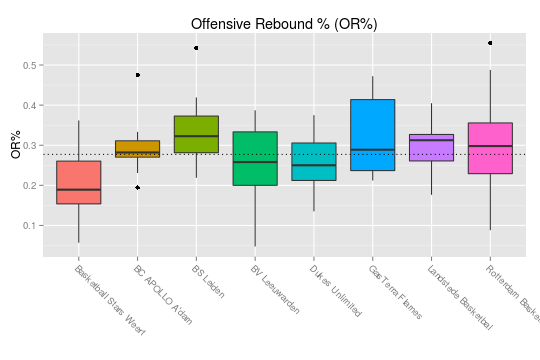 Offensive Rebound % (OR%)
OR%
0.5
0.4
0.3
0.2
0.1
Basketball Stars Weert
BC APOLLO A'dam
BS Leiden
BV Leeuwarden
Dukes Unlimited
GasTerra Flames
Landstede Basketbal
Rotterdam Baske